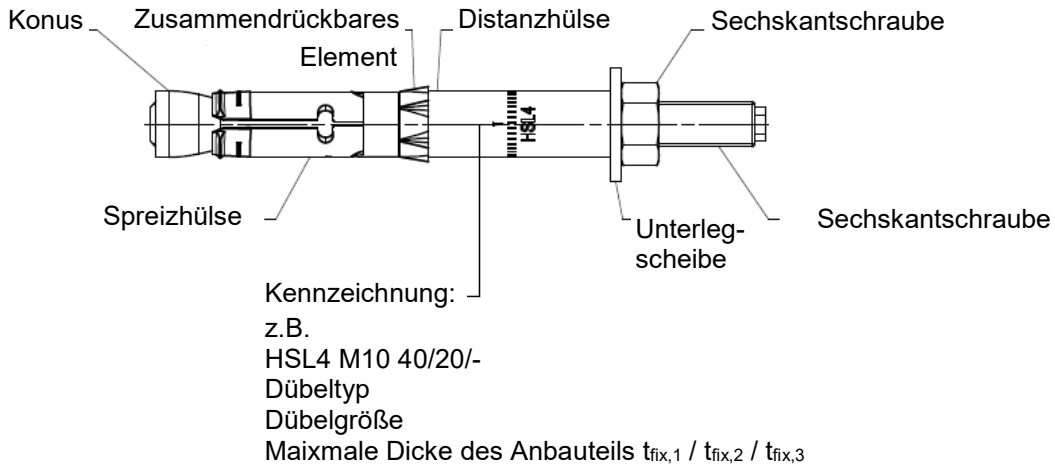 Konus
Zusammendrückbares
Element
Distanzhülse
Sechskantschraube
HSL4
Spreizhülse
Unterleg-
scheibe
Sechskantschraube
Kennzeichnung:
z.B.
HSL4 M10 40/20/-
Dübeltyp
Dübelgröße
Maixmale Dicke des Anbauteils tfix,1 / tfix,2 / tfix,3